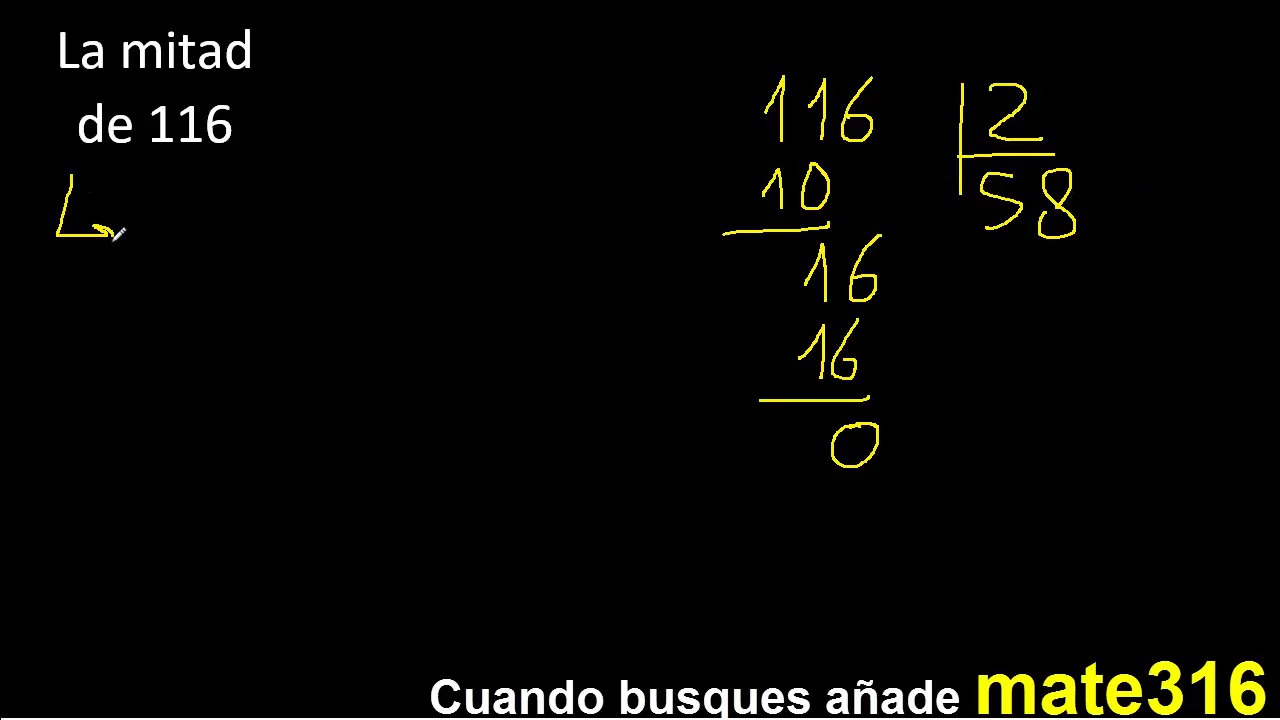 La mitad
de 116
116 2
10 58
16
16
0
Cuando busques añade mate316